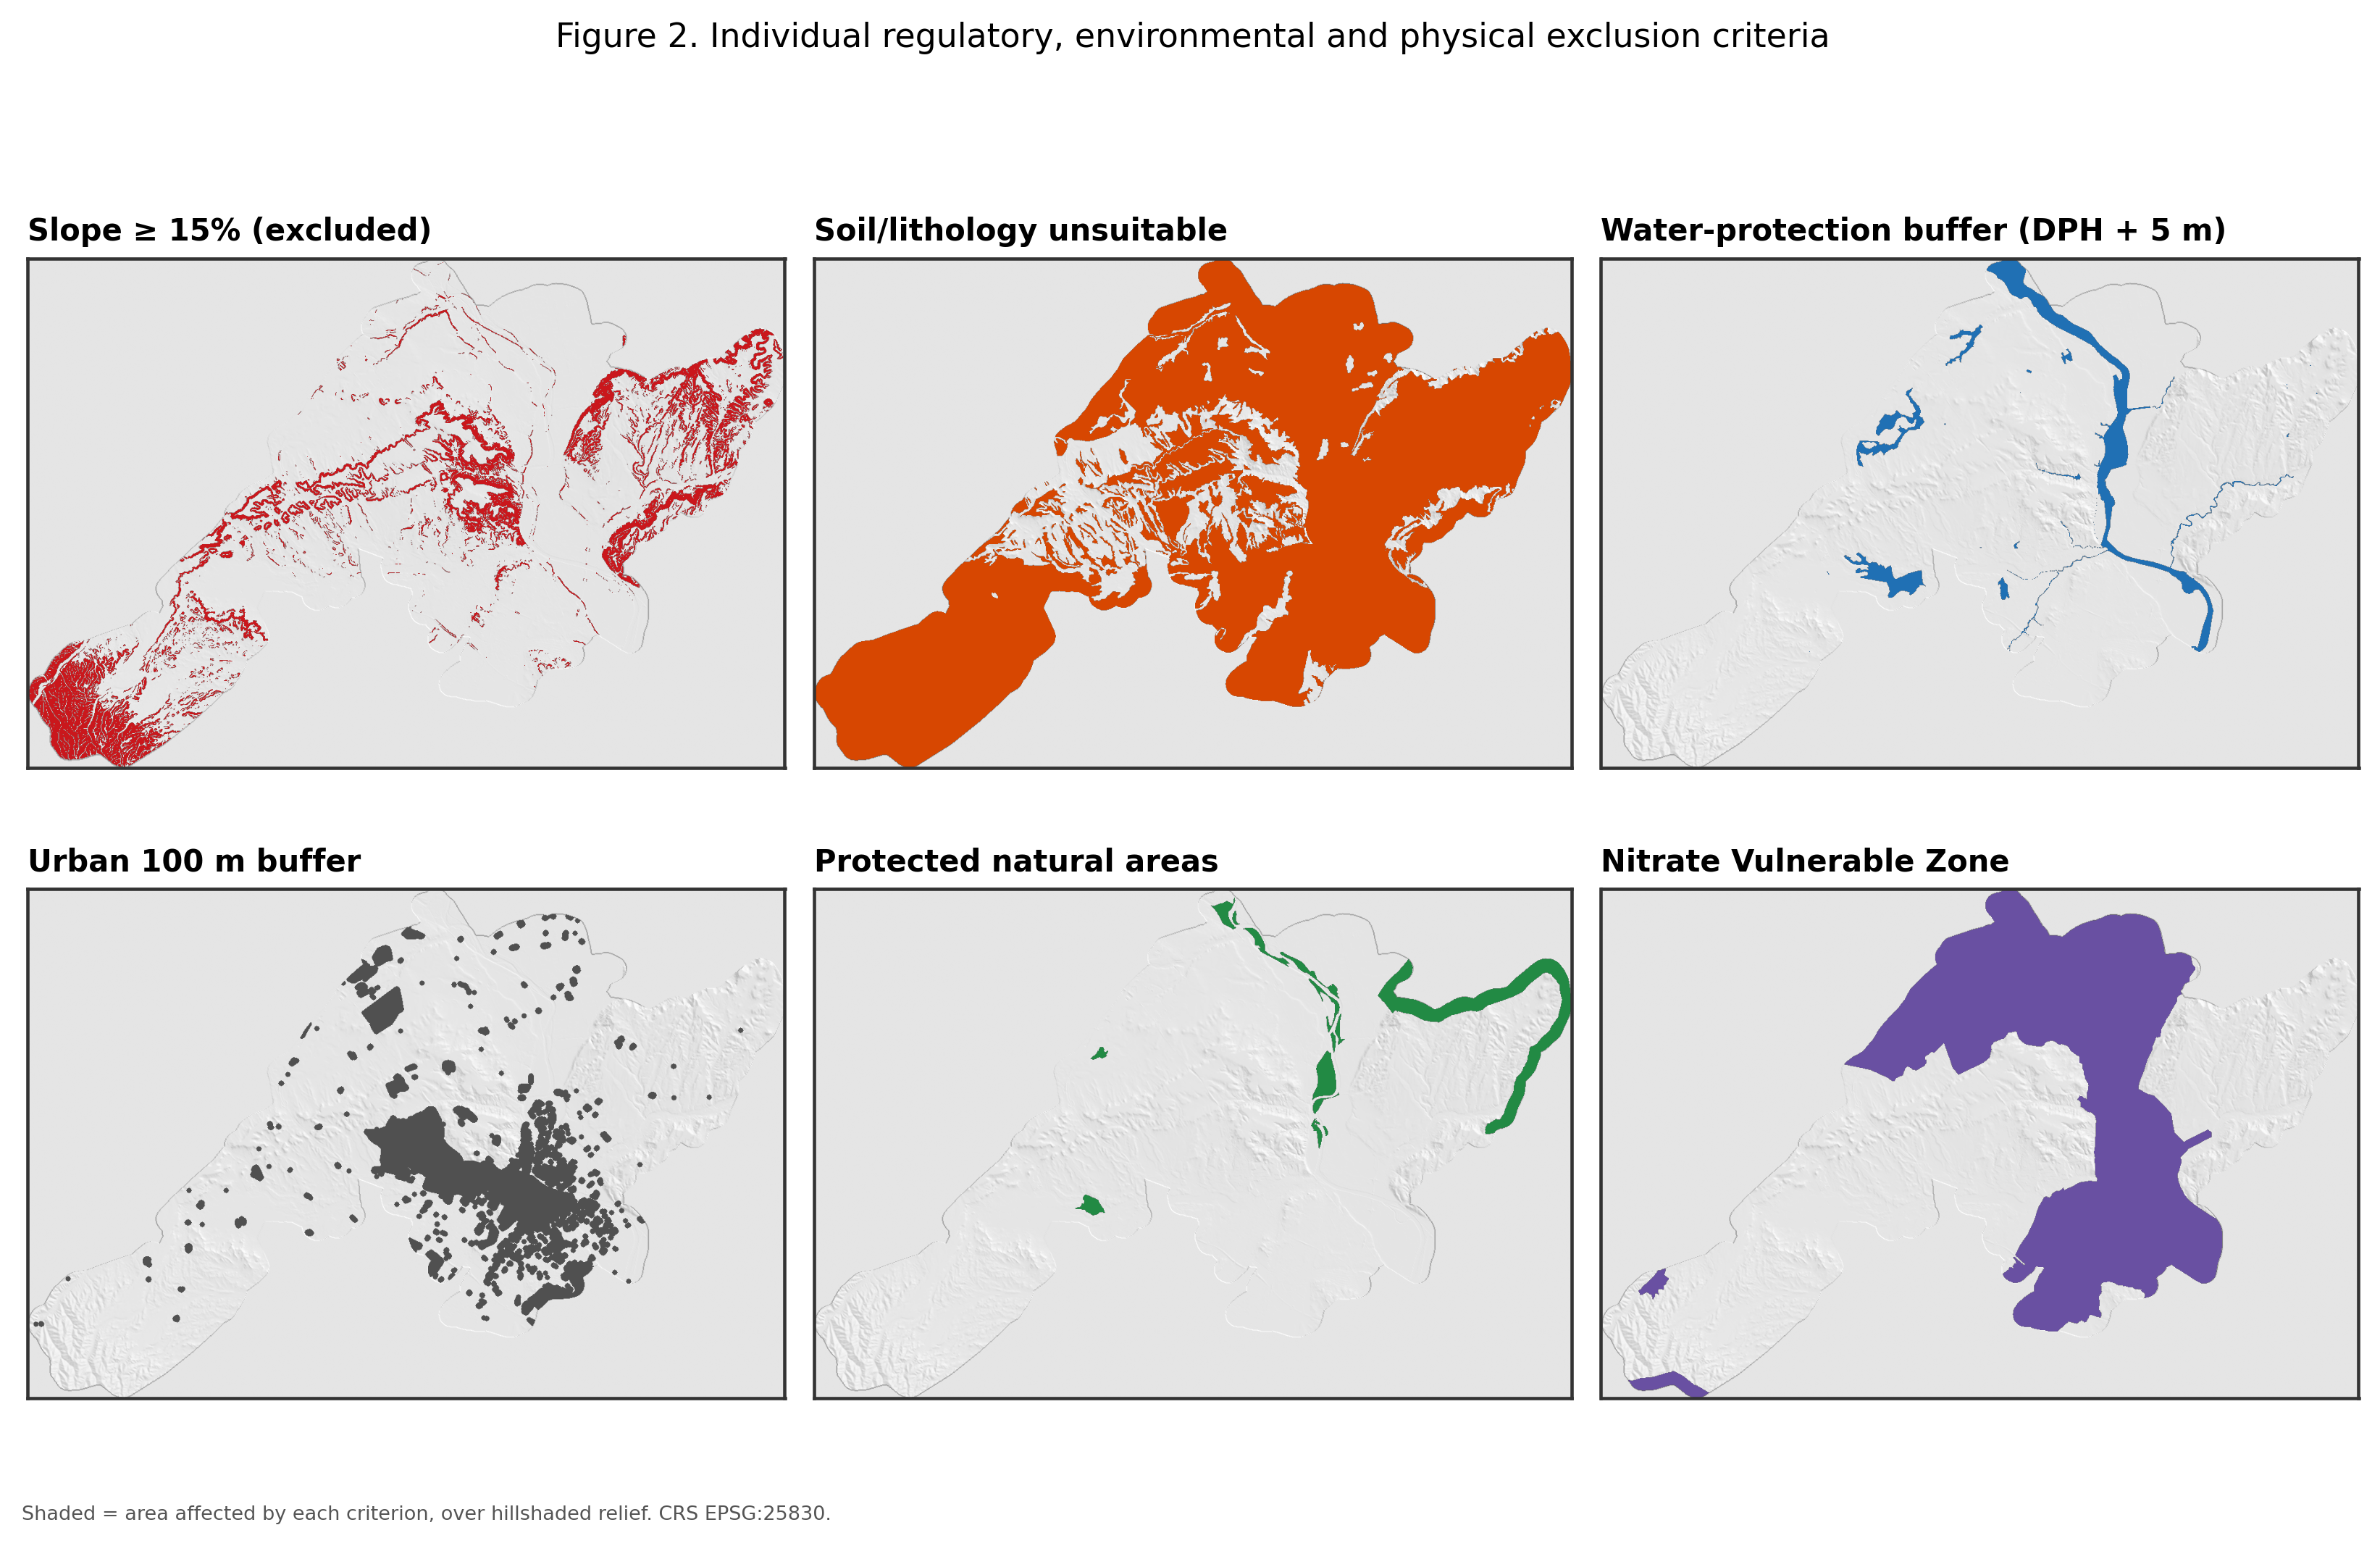 Figure 2. Individual regulatory, environmental and physical exclusion criteria
Slope ≥ 15% (excluded)
Soil/lithology unsuitable
Water-protection buffer (DPH + 5 m)
Urban 100 m buffer
Protected natural areas
Nitrate Vulnerable Zone
Shaded = area affected by each criterion, over hillshaded relief. CRS EPSG:25830.